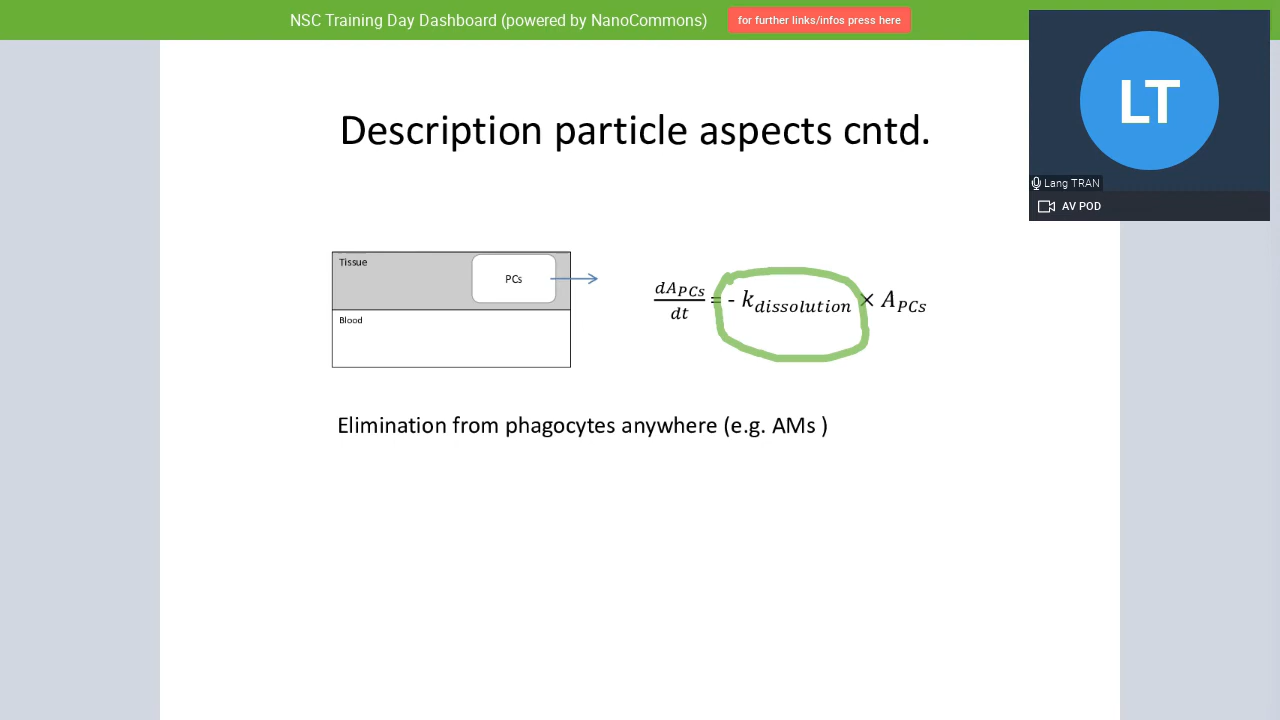 NSC Training Day Dashboard (powered by NanoCommons) for further links/infos press here
LT
Lang TRAN
AV POD
Description particle aspects cntd.
Tissue
PCs
Blood
dA_PCs/dt = - k_dissolution × A_PCs
Elimination from phagocytes anywhere (e.g. AMs )